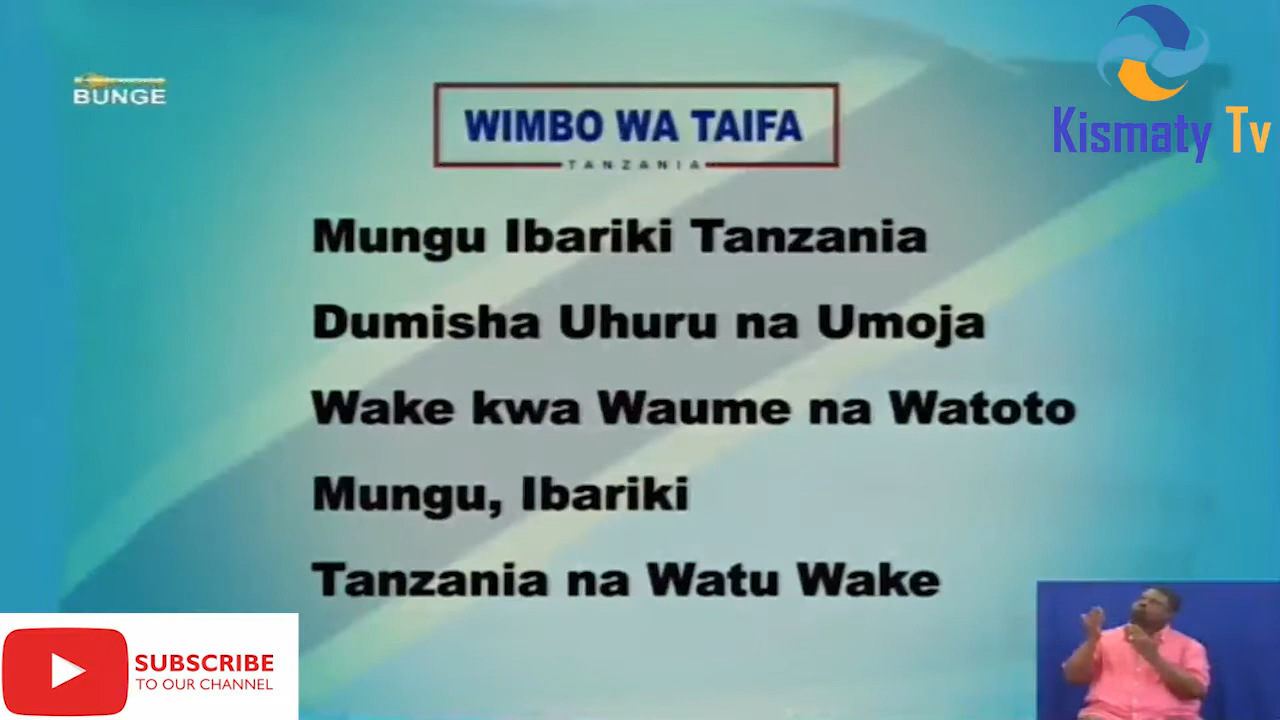 BUNGE
Kismaty Tv
WIMBO WA TAIFA
TANZANIA
Mungu Ibariki Tanzania
Dumisha Uhuru na Umoja
Wake kwa Waume na Watoto
Mungu, Ibariki
Tanzania na Watu Wake
SUBSCRIBE
TO OUR CHANNEL